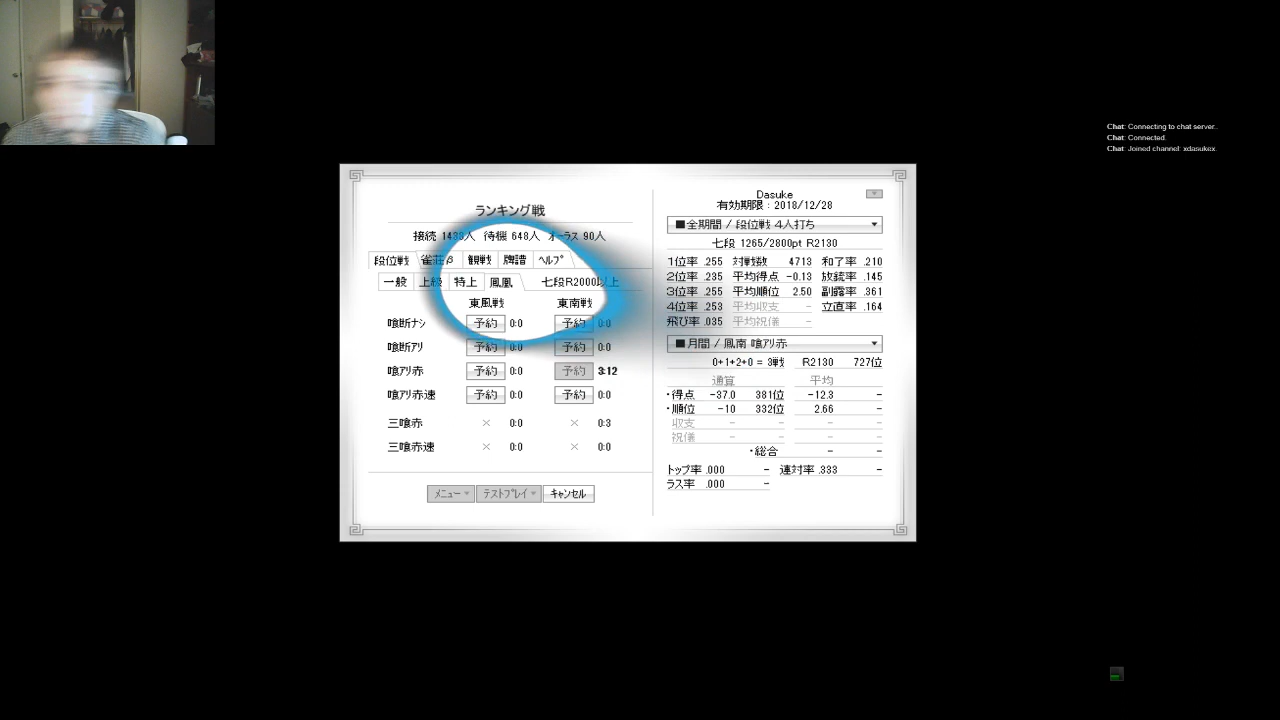 Chat: Connecting to chat server..
Chat: Connected.
Chat: Joined channel: xdasukex.
ランキング戦
接続 1438人 待機 648人 オーラス 90人
段位戦 雀荘β 観戦 牌譜 ヘルプ
一般 上級 特上 鳳凰 七段R2000以上
東風戦 東南戦
喰断ナシ 予約 0:0 予約 0:0
喰断アリ 予約 0:0 予約 0:0
喰アリ赤 予約 0:0 予約 3:12
喰アリ赤速 予約 0:0 予約 0:0
三喰赤 × 0:0 × 0:3
三喰赤速 × 0:0 × 0:0
メニュー テストプレイ キャンセル
Dasuke
有効期限：2018/12/28
■全期間 / 段位戦 4人打ち
七段 1265/2800pt R2130
1位率 .255 対戦数 4713 和了率 .210
2位率 .235 平均得点 -0.13 放銃率 .145
3位率 .255 平均順位 2.50 副露率 .361
4位率 .253 平均収支 - 立直率 .164
飛び率 .035 平均祝儀 -
■月間 / 鳳南 喰アリ赤
0+1+2+0 = 3戦 R2130 727位
通算 平均
・得点 -37.0 381位 -12.3 -
・順位 -10 332位 2.66 -
収支 - - - -
祝儀 - - - -
・総合 - -
トップ率 .000 - 連対率 .333 -
ラス率 .000 -